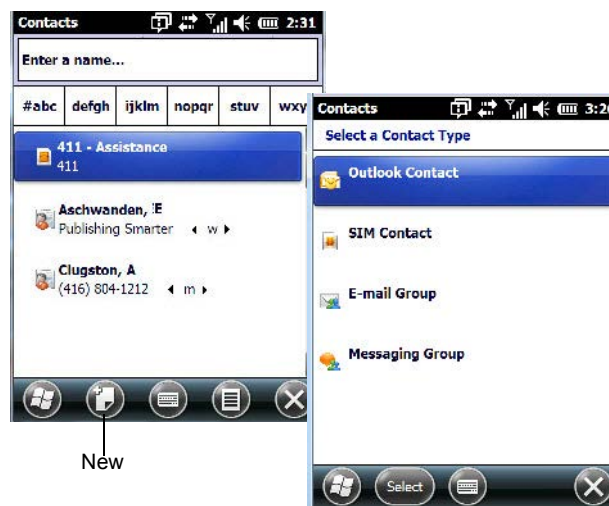 Contacts 2:31
Enter a name...
#abc defgh ijklm nopqr stuv wxy
411 - Assistance
411
Aschwanden, E
Publishing Smarter w
Clugston, A
(416) 804-1212 m
New
Contacts 3:20
Select a Contact Type
Outlook Contact
SIM Contact
E-mail Group
Messaging Group
Select